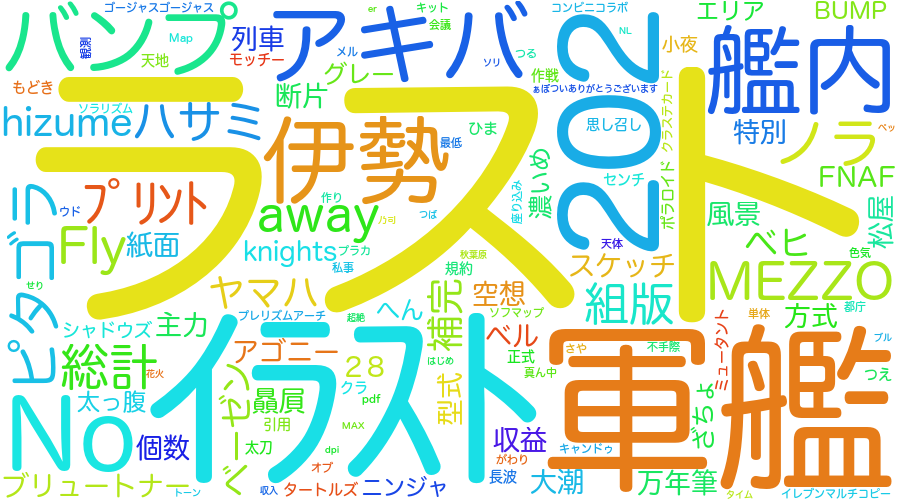 ゴージャスゴージャス
er
キット
会議
コンビニコラボ
エリア
BUMP
バンプ
アキバ
Map
観測
列車
モッチー
天地
メル
ソリ
つる
NL
小夜
202
艦内
もどき
ソラリズム
グレー
作戦
ぁぼついありがとうございます
断片
hizume
ハサミ
伊勢
ひま
思し召し
クラステカード
特別
ノラ
ベッ
最低
ラスト
濃いめ
センチ
ポラロイド
FNAF
プリント
ウド
作り
つば
座り込み
風景
松屋
ピタゴラ
away
乃司
Fly
紙面
knights
プラカ
秋葉原
天体
ベヒ
色気
私事
規約
スケッチ
MEZZO
せり
ヤマハ
補完
空想
組版
シャドウズ
主力
プレリズムアーチ
へん
ソフマップ
単体
方式
都庁
超絶
ベル
正式
不手際
ブル
さや
アゴニー
総計
花火
28
はじめ
真ん中
ミュータント
つえ
イラスト
軍艦
太っ腹
No
ベーゼン
贔屓
クラ
pdf
型式
ざちょ
引用
MAX
個数
太刀
dpi
収益
キャンドゥ
オプ
がわり
ブリュートナー
トーン
収入
タートルズ
ニンジャ
長波
大潮
万年筆
タイム
イレブンマルチコピー